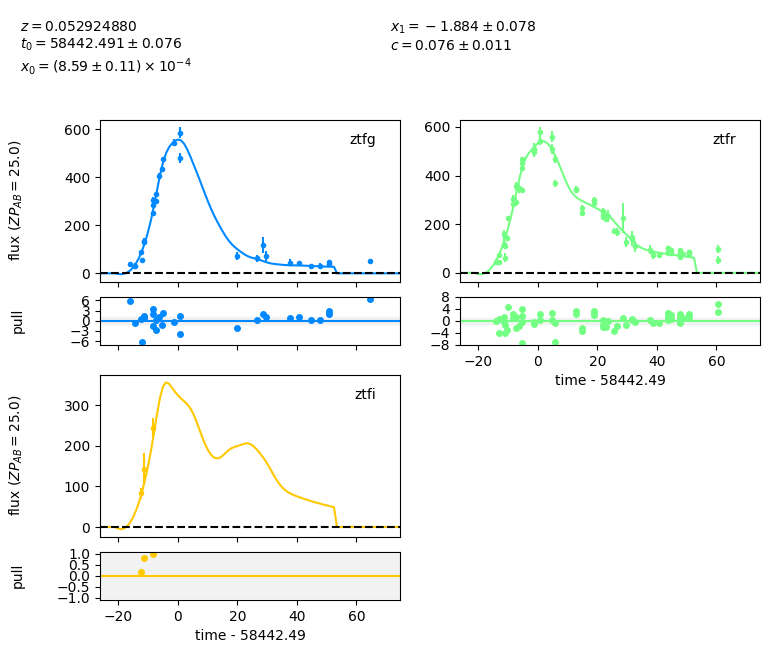 z = 0.052924880
t₀ = 58442.491 ± 0.076
x₀ = (8.59 ± 0.11) × 10⁻⁴
x₁ = −1.884 ± 0.078
c = 0.076 ± 0.011
ztfg
flux (ZP_AB = 25.0)
600
400
200
0
pull
6
3
0
−3
−6
ztfr
600
400
200
0
8
4
0
−4
−8
−20 0 20 40 60
time - 58442.49
ztfi
flux (ZP_AB = 25.0)
300
200
100
0
pull
1.0
0.5
0.0
−0.5
−1.0
−20 0 20 40 60
time - 58442.49